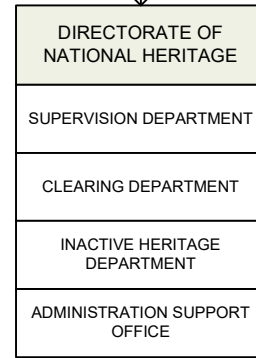 DIRECTORATE OF
NATIONAL HERITAGE
SUPERVISION DEPARTMENT
CLEARING DEPARTMENT
INACTIVE HERITAGE
DEPARTMENT
ADMINISTRATION SUPPORT
OFFICE